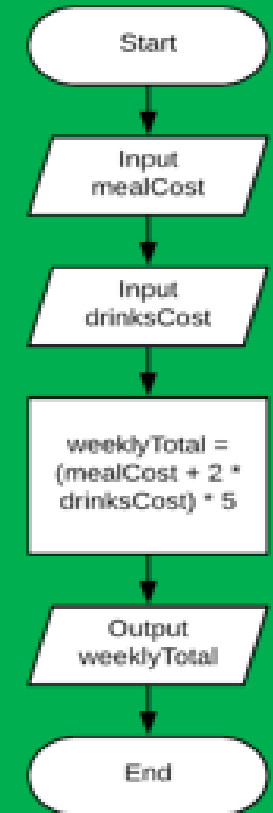 Start
Input
mealCost
Input
drinksCost
weeklyTotal =
(mealCost + 2 *
drinksCost) * 5
Output
weeklyTotal
End